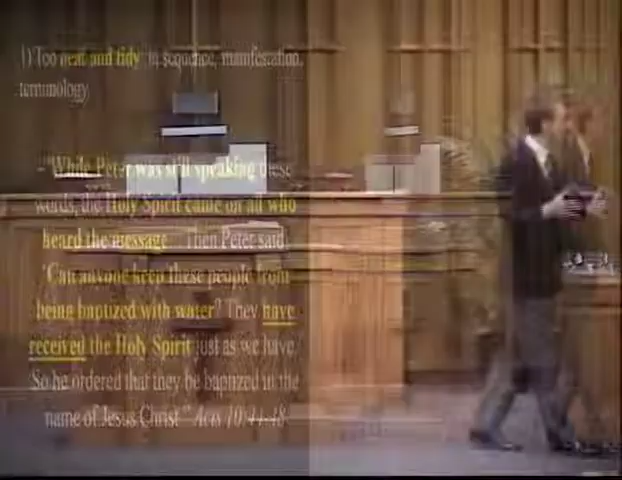 1) Too neat and tidy in sequence, manifestation,
terminology
"While Peter was still speaking these
words, the Holy Spirit came on all who
heard the message." Then Peter said,
'Can anyone keep these people from
being baptized with water? They have
received the Holy Spirit just as we have.'
So he ordered that they be baptized in the
name of Jesus Christ" Acts 10:44-48